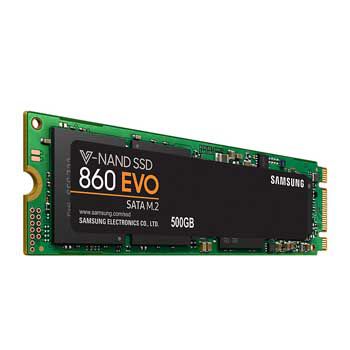 V-NAND SSD
860 EVO
SATA M.2
www.samsung.com/ssd
SAMSUNG ELECTRONICS CO., LTD.
500GB
SAMSUNG